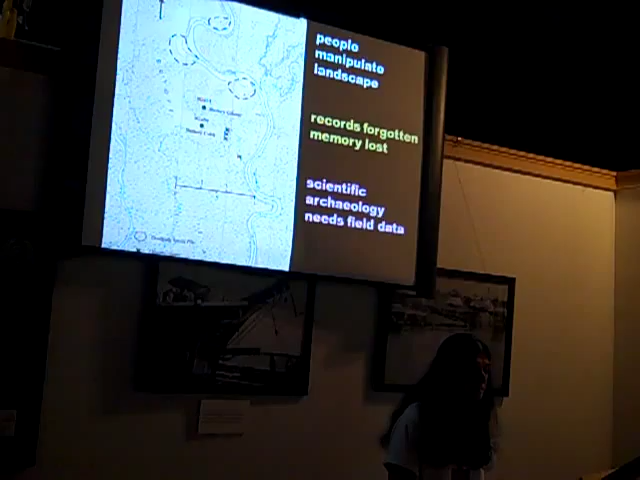 people
manipulate
landscape
records forgotten
memory lost
scientific
archaeology
needs field data